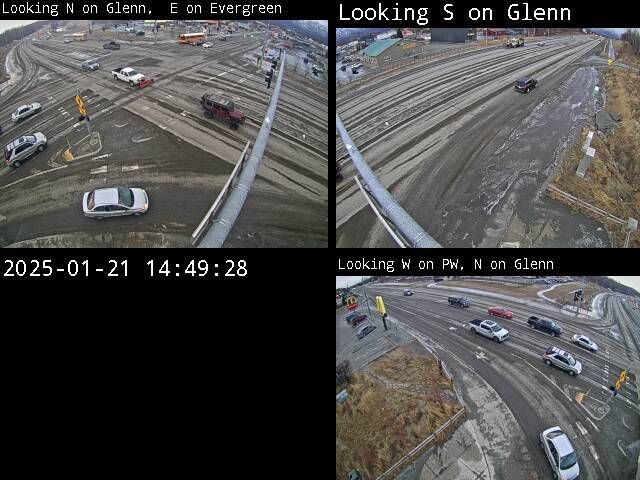 Looking N on Glenn,  E on Evergreen
Looking S on Glenn
2025-01-21 14:49:28
Looking W on PW, N on Glenn